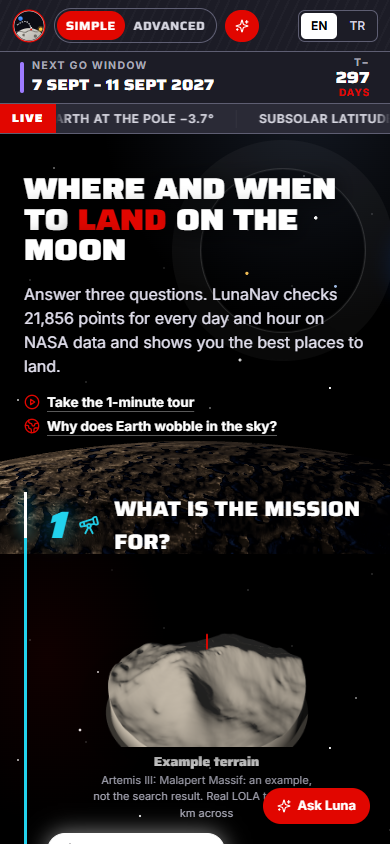 SIMPLE ADVANCED EN TR
NEXT GO WINDOW
7 SEPT – 11 SEPT 2027
T−
297
DAYS
LIVE ARTH AT THE POLE −3.7° SUBSOLAR LATITUD
WHERE AND WHEN
TO LAND ON THE
MOON
Answer three questions. LunaNav checks
21,856 points for every day and hour on
NASA data and shows you the best places to
land.
Take the 1-minute tour
Why does Earth wobble in the sky?
1 WHAT IS THE MISSION
FOR?
Example terrain
Artemis III: Malapert Massif: an example,
not the search result. Real LOLA
km across
Ask Luna